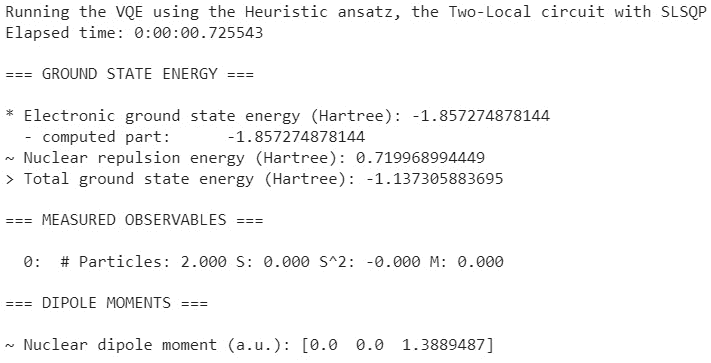 Running the VQE using the Heuristic ansatz, the Two-Local circuit with SLSQP
Elapsed time: 0:00:00.725543
=== GROUND STATE ENERGY ===
* Electronic ground state energy (Hartree): -1.857274878144
- computed part: -1.857274878144
~ Nuclear repulsion energy (Hartree): 0.719968994449
> Total ground state energy (Hartree): -1.137305883695
=== MEASURED OBSERVABLES ===
0: # Particles: 2.000 S: 0.000 S^2: -0.000 M: 0.000
=== DIPOLE MOMENTS ===
~ Nuclear dipole moment (a.u.): [0.0 0.0 1.3889487]